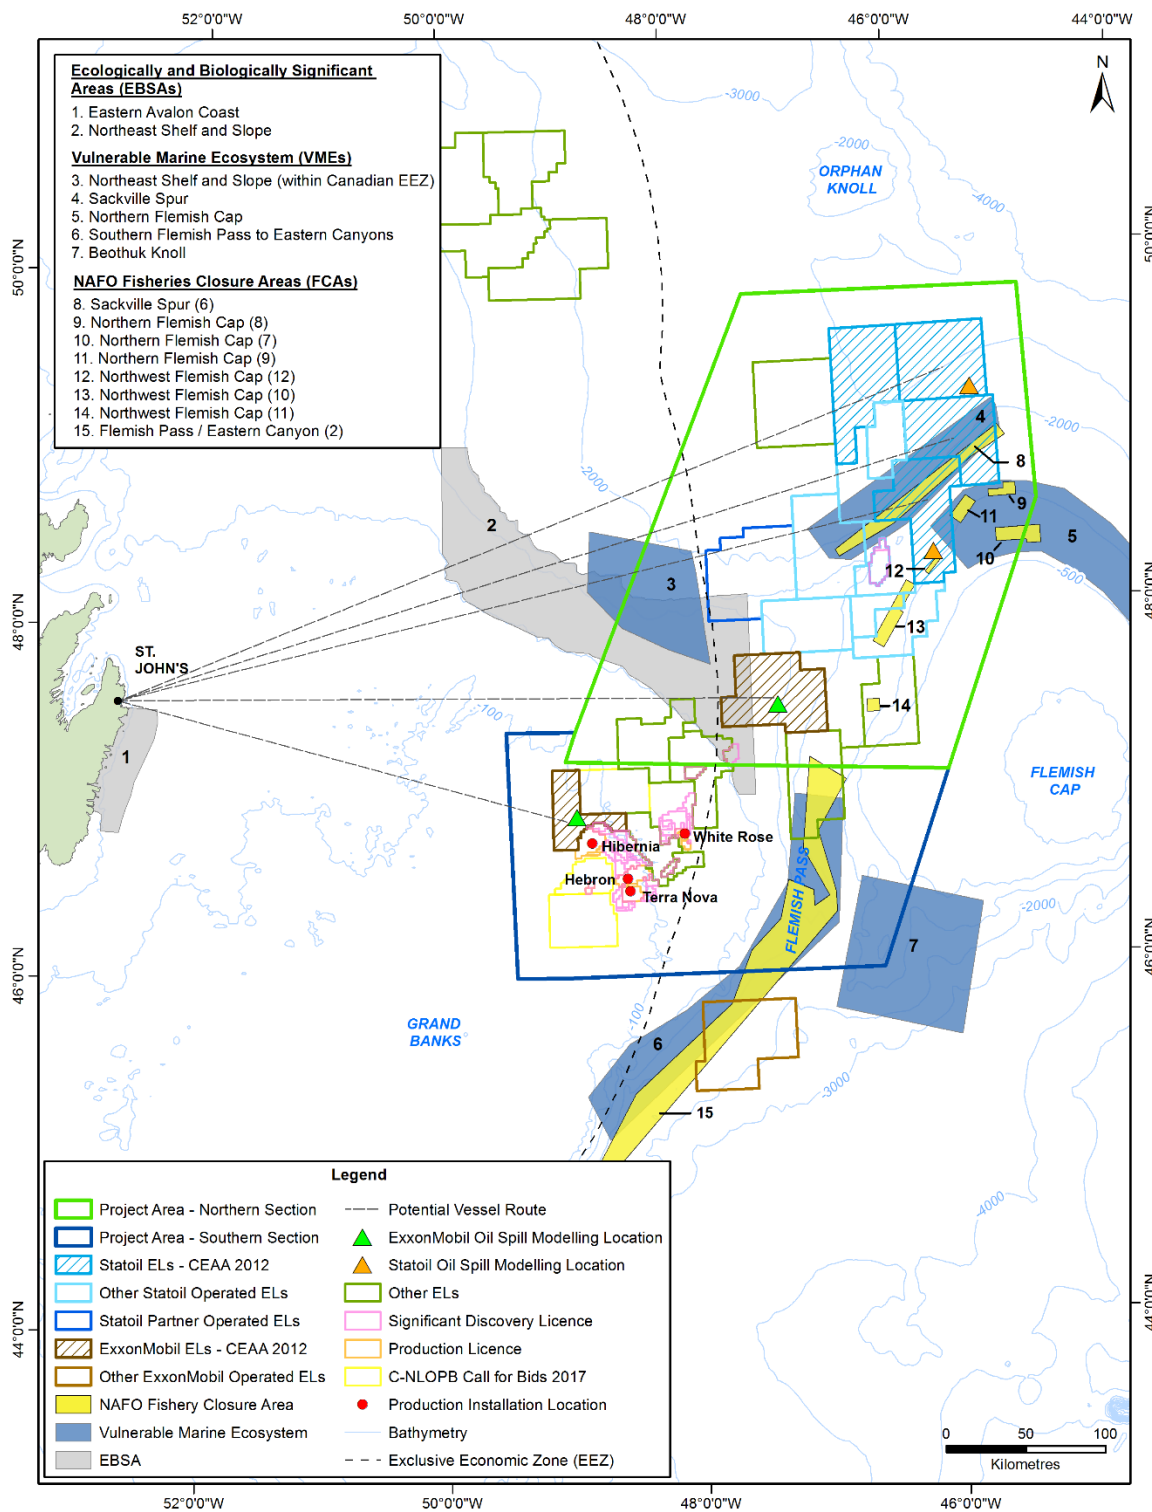 52°0'0"W
50°0'0"W
48°0'0"W
46°0'0"W
44°0'0"W
Ecologically and Biologically Significant
Areas (EBSAs)
1. Eastern Avalon Coast
2. Northeast Shelf and Slope
Vulnerable Marine Ecosystem (VMEs)
3. Northeast Shelf and Slope (within Canadian EEZ)
4. Sackville Spur
5. Northern Flemish Cap
6. Southern Flemish Pass to Eastern Canyons
7. Beothuk Knoll
NAFO Fisheries Closure Areas (FCAs)
8. Sackville Spur (6)
9. Northern Flemish Cap (8)
10. Northern Flemish Cap (7)
11. Northern Flemish Cap (9)
12. Northwest Flemish Cap (12)
13. Northwest Flemish Cap (10)
14. Northwest Flemish Cap (11)
15. Flemish Pass / Eastern Canyon (2)
N
-3000
-2000
ORPHAN
KNOLL
-4000
50°0'0"N
50°0'0"N
-2000
4
-2000
8
2
9
11
5
10
3
12
-500
48°0'0"N
48°0'0"N
13
ST.
JOHN'S
14
-100
1
FLEMISH
CAP
White Rose
Hibernia
Hebron
Terra Nova
FLEMISH PASS
-2000
7
46°0'0"N
46°0'0"N
-100
GRAND
BANKS
6
-3000
15
-4000
44°0'0"N
44°0'0"N
Legend
Project Area - Northern Section
Project Area - Southern Section
Statoil ELs - CEAA 2012
Other Statoil Operated ELs
Statoil Partner Operated ELs
ExxonMobil ELs - CEAA 2012
Other ExxonMobil Operated ELs
NAFO Fishery Closure Area
Vulnerable Marine Ecosystem
EBSA
Potential Vessel Route
ExxonMobil Oil Spill Modelling Location
Statoil Oil Spill Modelling Location
Other ELs
Significant Discovery Licence
Production Licence
C-NLOPB Call for Bids 2017
Production Installation Location
Bathymetry
Exclusive Economic Zone (EEZ)
0 50 100
Kilometres
52°0'0"W
50°0'0"W
48°0'0"W
46°0'0"W